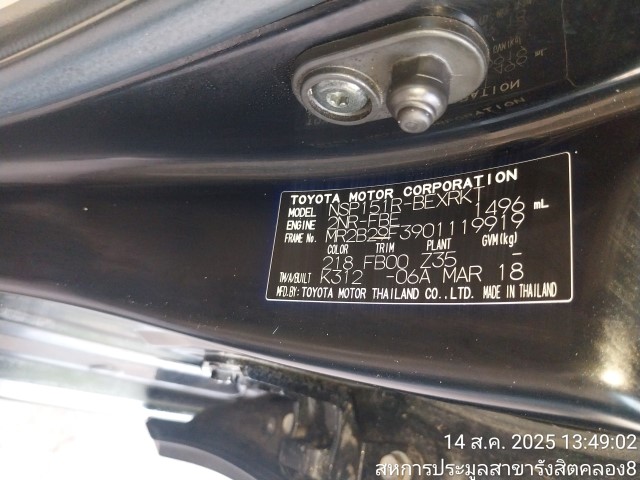 TOYOTA MOTOR CORPORATION
MODEL NSP151R-BEXRKT
ENGINE 2NR-FBE 1496 mL
FRAME No. MR2B29F3901119919
COLOR TRIM PLANT GVM(kg)
218 FB00 Z35 -
T/A/BUILT K312 -06A MAR 18
MFD.BY: TOYOTA MOTOR THAILAND CO.,LTD. MADE IN THAILAND
14 ส.ค. 2025 13:49:02
สหการประมูลสาขารังสิตคลอง8